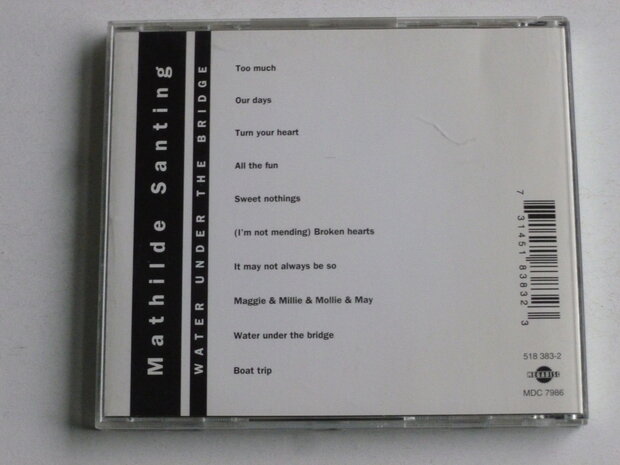 Mathilde Santing
WATER UNDER THE BRIDGE
Too much
Our days
Turn your heart
All the fun
Sweet nothings
(I'm not mending) Broken hearts
It may not always be so
Maggie & Millie & Mollie & May
Water under the bridge
Boat trip
7 31451 83832 3
518 383-2
MEGADISC
MDC 7986